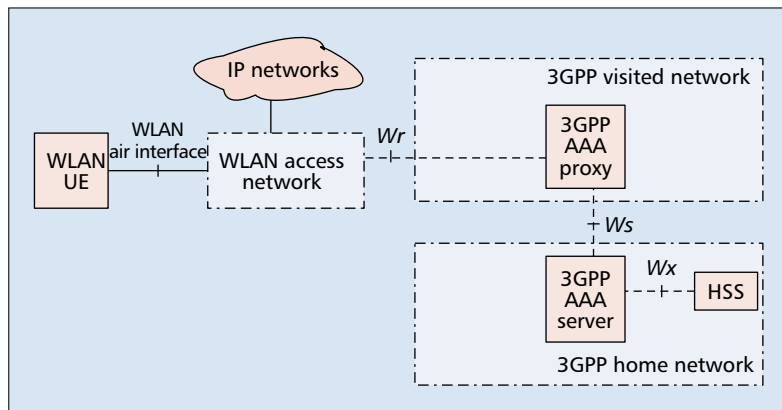 IP networks
3GPP visited network
WLAN
air interface
Wr
3GPP
AAA
proxy
WLAN
UE
WLAN access
network
Ws
3GPP
AAA
server
Wx
HSS
3GPP home network